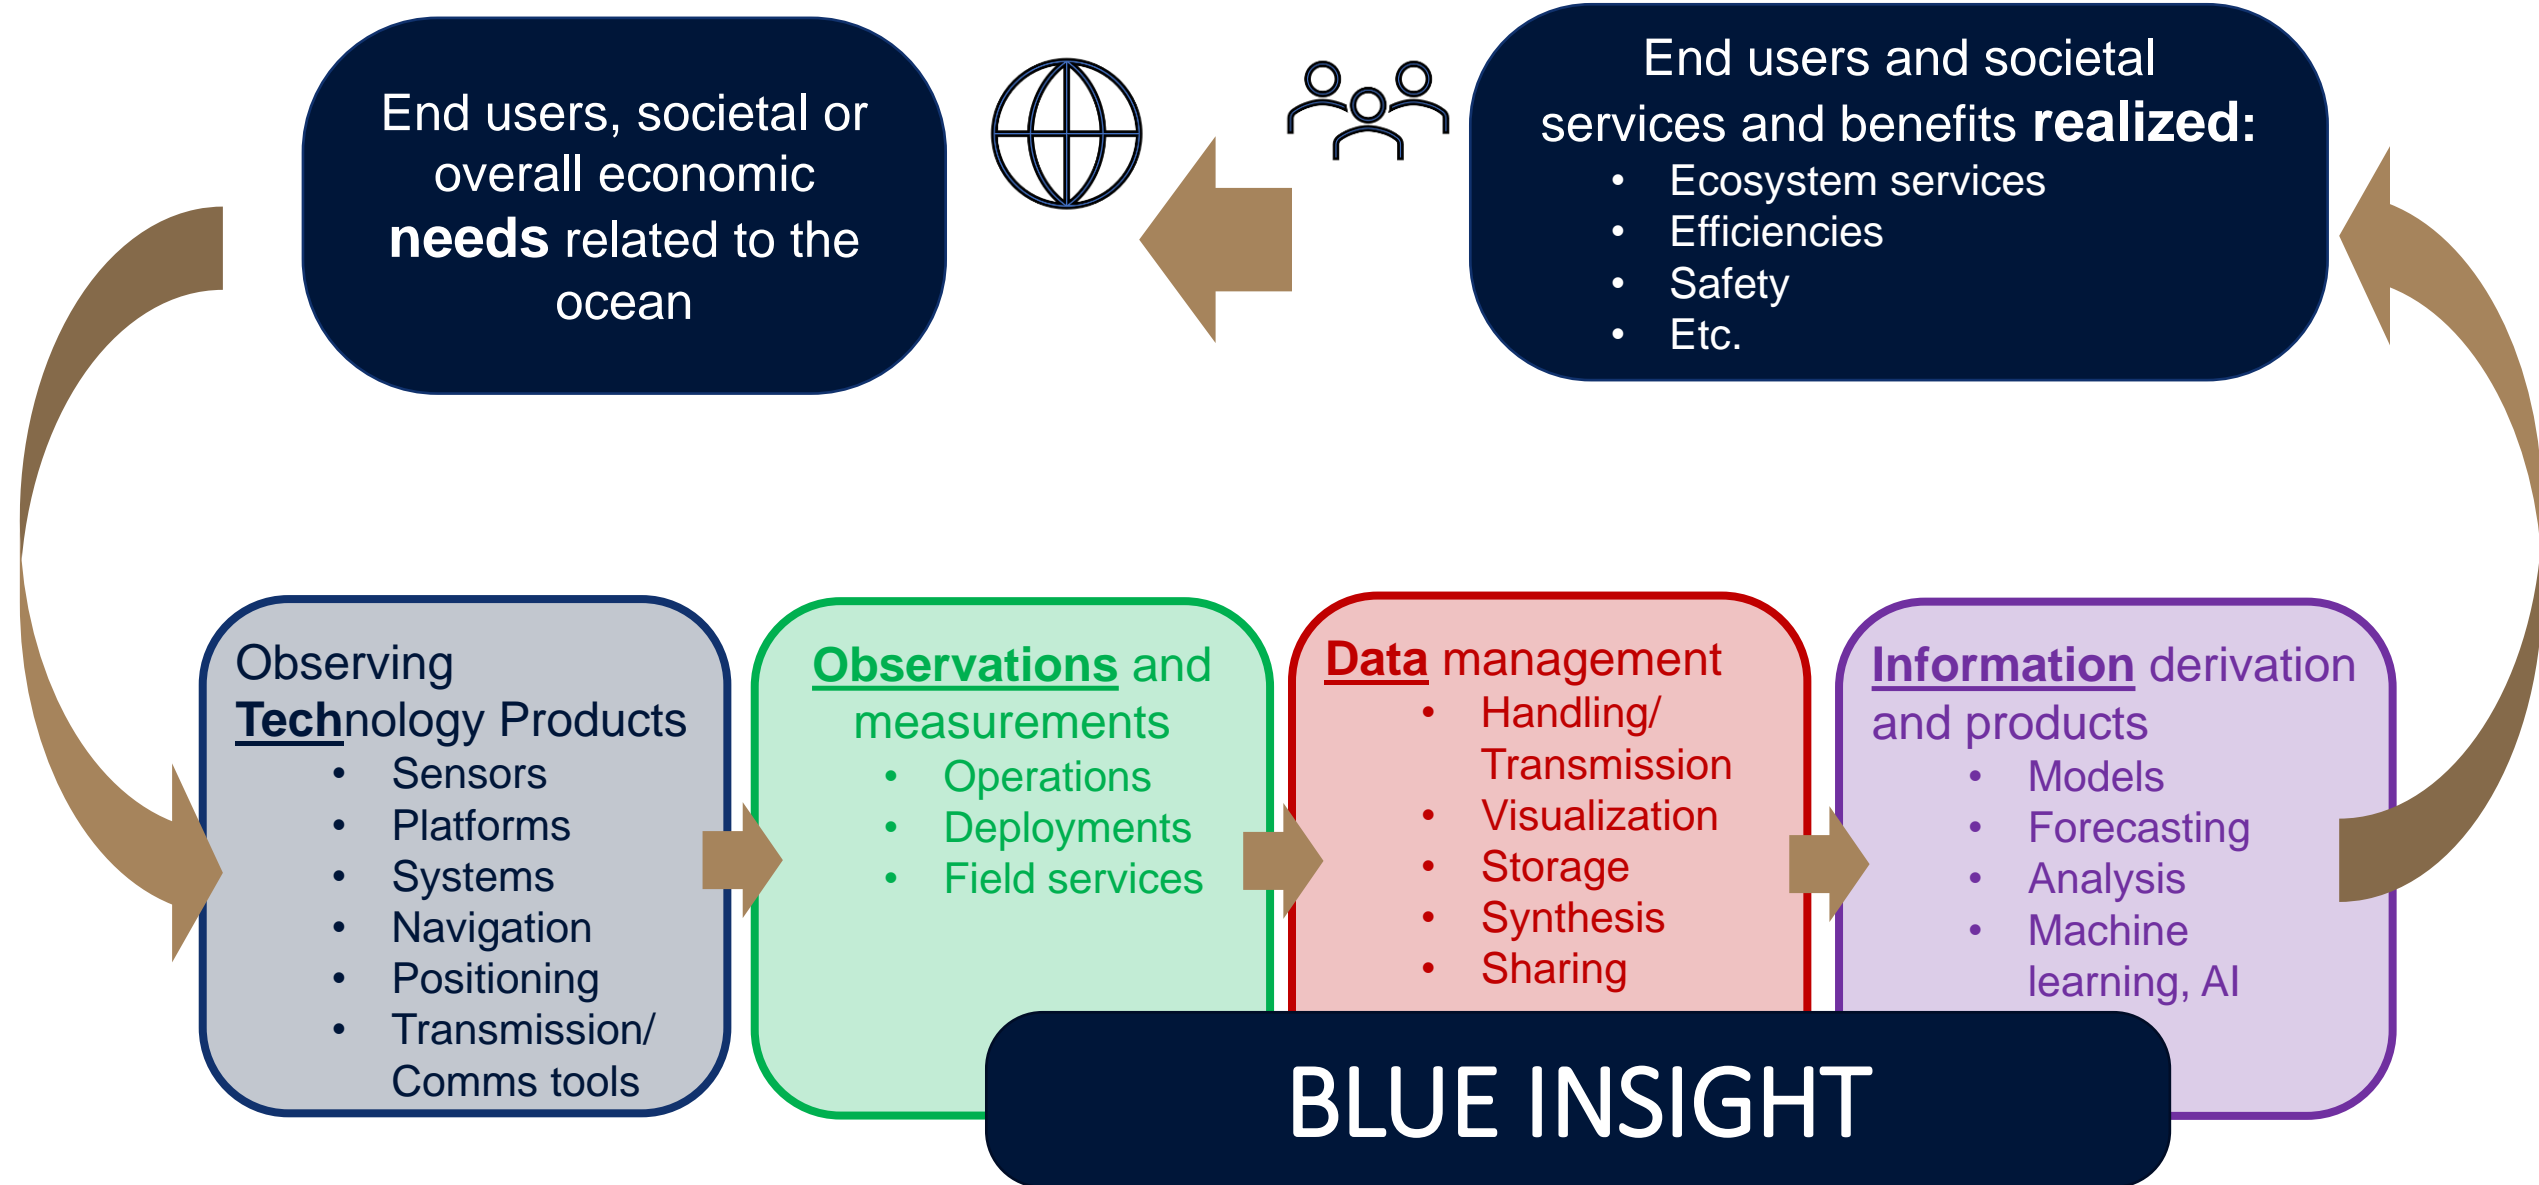 End users, societal or
overall economic
needs related to the
ocean
End users and societal
services and benefits realized:
• Ecosystem services
• Efficiencies
• Safety
• Etc.
Observing
Technology Products
• Sensors
• Platforms
• Systems
• Navigation
• Positioning
• Transmission/
Comms tools
Observations and
measurements
• Operations
• Deployments
• Field services
Data management
• Handling/
Transmission
• Visualization
• Storage
• Synthesis
• Sharing
Information derivation
and products
• Models
• Forecasting
• Analysis
• Machine
learning, AI
BLUE INSIGHT